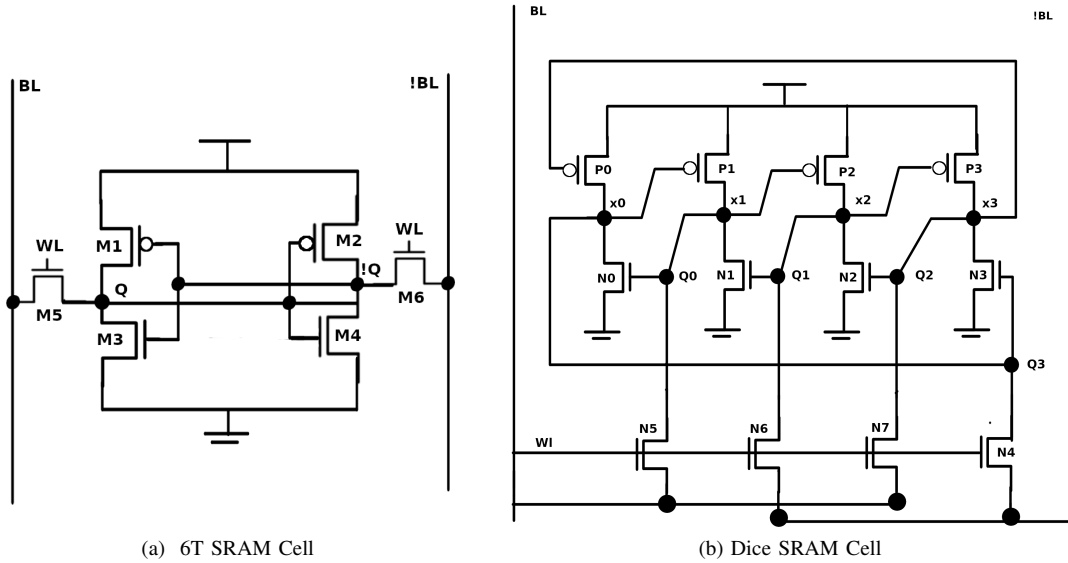 BL
!BL
WL
M1
M2
WL
Q
!Q
M5
M6
M3
M4
(a) 6T SRAM Cell
BL
!BL
P0
P1
P2
P3
x0
x1
x2
x3
N0
Q0
N1
Q1
N2
Q2
N3
Q3
N5
N6
N7
Wl
N4
(b) Dice SRAM Cell